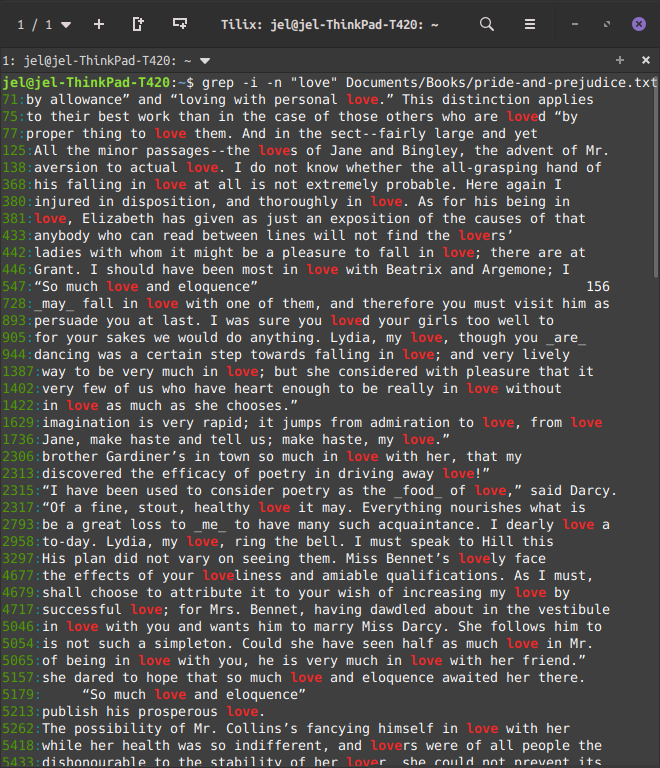 1 / 1
Tilix: jel@jel-ThinkPad-T420: ~
1: jel@jel-ThinkPad-T420: ~
jel@jel-ThinkPad-T420:~$ grep -i -n "love" Documents/Books/pride-and-prejudice.txt
71:by allowance” and “loving with personal love.” This distinction applies
75:to their best work than in the case of those others who are loved “by
77:proper thing to love them. And in the sect--fairly large and yet
125:All the minor passages--the loves of Jane and Bingley, the advent of Mr.
138:aversion to actual love. I do not know whether the all-grasping hand of
368:his falling in love at all is not extremely probable. Here again I
380:injured in disposition, and thoroughly in love. As for his being in
381:love, Elizabeth has given as just an exposition of the causes of that
433:anybody who can read between lines will not find the lovers’
442:ladies with whom it might be a pleasure to fall in love; there are at
446:Grant. I should have been most in love with Beatrix and Argemone; I
547:“So much love and eloquence” 156
728:_may_ fall in love with one of them, and therefore you must visit him as
893:persuade you at last. I was sure you loved your girls too well to
905:for your sakes we would do anything. Lydia, my love, though you _are_
944:dancing was a certain step towards falling in love; and very lively
1387:way to be very much in love; but she considered with pleasure that it
1402:very few of us who have heart enough to be really in love without
1422:in love as much as she chooses.”
1629:imagination is very rapid; it jumps from admiration to love, from love
1736:Jane, make haste and tell us; make haste, my love.”
2306:brother Gardiner’s in town so much in love with her, that my
2313:discovered the efficacy of poetry in driving away love!”
2315:“I have been used to consider poetry as the _food_ of love,” said Darcy.
2317:“Of a fine, stout, healthy love it may. Everything nourishes what is
2793:be a great loss to _me_ to have many such acquaintance. I dearly love a
2958:to-day. Lydia, my love, ring the bell. I must speak to Hill this
3297:His plan did not vary on seeing them. Miss Bennet’s lovely face
4677:the effects of your loveliness and amiable qualifications. As I must,
4679:shall choose to attribute it to your wish of increasing my love by
4717:successful love; for Mrs. Bennet, having dawdled about in the vestibule
5046:in love with you and wants him to marry Miss Darcy. She follows him to
5054:is not such a simpleton. Could she have seen half as much love in Mr.
5065:of being in love with you, he is very much in love with her friend.”
5157:she dared to hope that so much love and eloquence awaited her there.
5179: “So much love and eloquence”
5213:publish his prosperous love.
5262:The possibility of Mr. Collins’s fancying himself in love with her
5418:while her health was so indifferent, and lovers were of all people the
5433:dishonourable to the stability of her lover, she could not prevent its